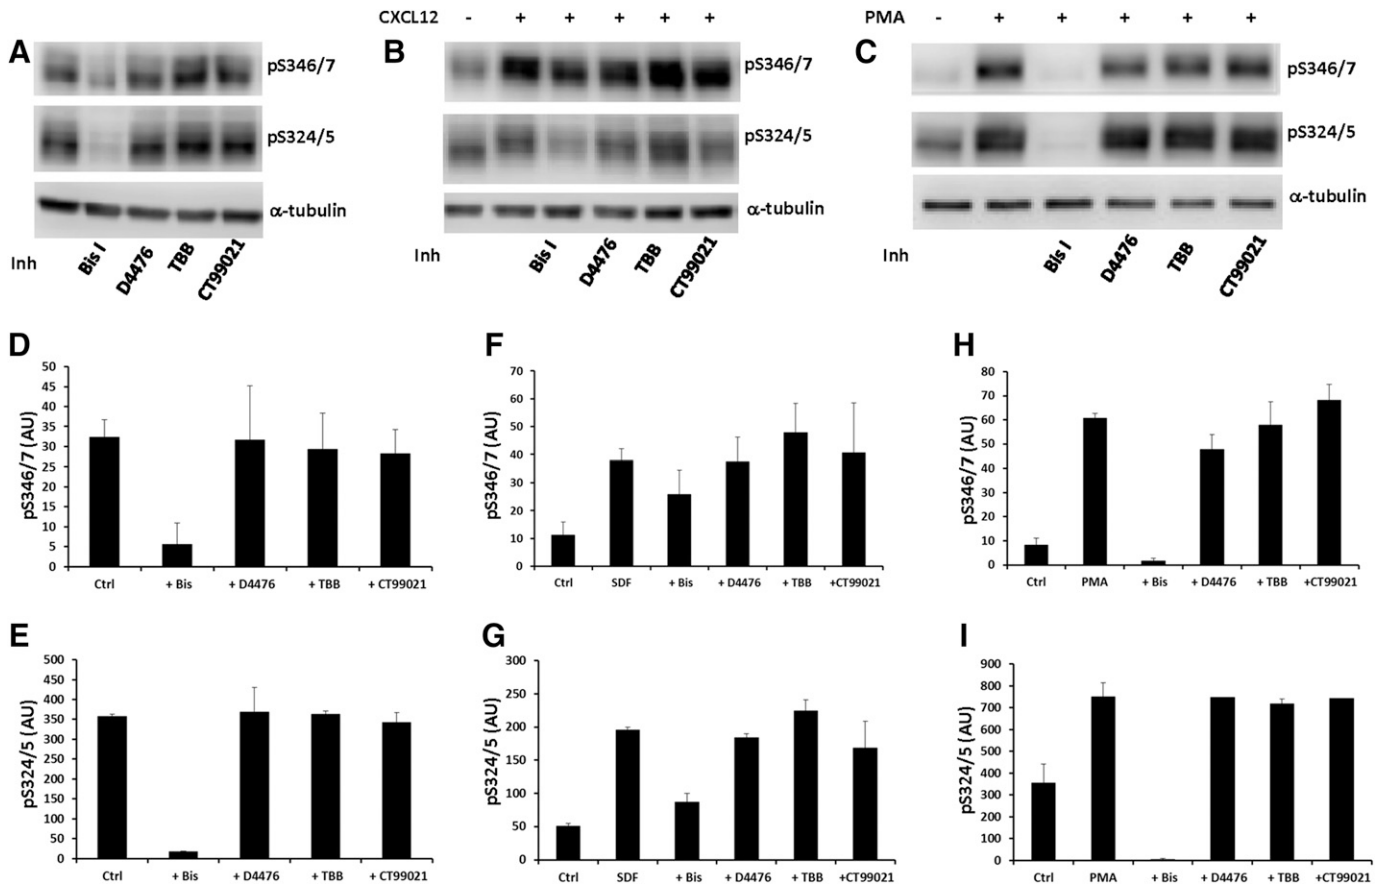 CXCL12 - + + + + +
PMA - + + + + +
A
pS346/7
pS324/5
α-tubulin
Inh Bis I D4476 TBB CT99021
B
pS346/7
pS324/5
α-tubulin
Inh Bis I D4476 TBB CT99021
C
pS346/7
pS324/5
α-tubulin
Inh Bis I D4476 TBB CT99021
D
pS346/7 (AU)
50
45
40
35
30
25
20
15
10
5
0
Ctrl + Bis + D4476 + TBB + CT99021
F
pS346/7 (AU)
70
60
50
40
30
20
10
0
Ctrl SDF + Bis + D4476 + TBB +CT99021
H
pS346/7 (AU)
80
70
60
50
40
30
20
10
0
Ctrl PMA + Bis + D4476 + TBB +CT99021
E
pS324/5 (AU)
500
450
400
350
300
250
200
150
100
50
0
Ctrl + Bis + D4476 + TBB + CT99021
G
pS324/5 (AU)
300
250
200
150
100
50
0
Ctrl SDF + Bis + D4476 + TBB +CT99021
I
pS324/5 (AU)
900
800
700
600
500
400
300
200
100
0
Ctrl PMA + Bis + D4476 + TBB +CT99021